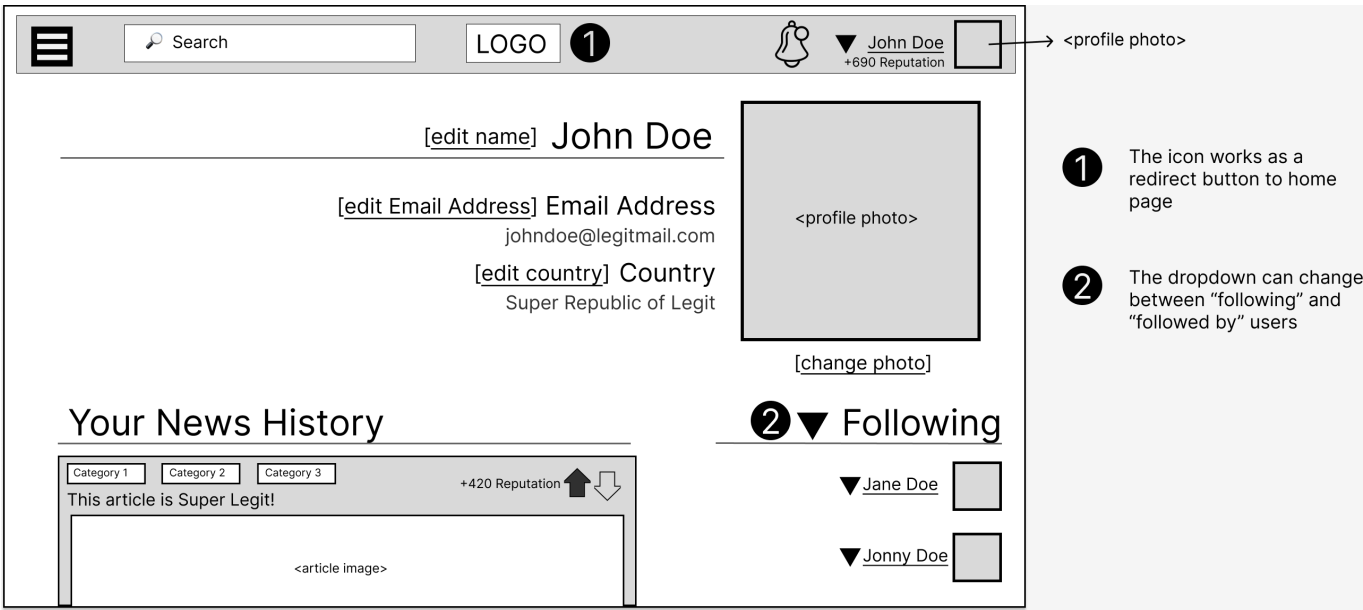 Search
LOGO
1
John Doe
+690 Reputation
<profile photo>
[edit name] John Doe
[edit Email Address] Email Address
johndoe@legitmail.com
[edit country] Country
Super Republic of Legit
<profile photo>
[change photo]
1
The icon works as a
redirect button to home
page
2
The dropdown can change
between “following” and
“followed by” users
Your News History
2 Following
Category 1 Category 2 Category 3
+420 Reputation
This article is Super Legit!
<article image>
Jane Doe
Jonny Doe